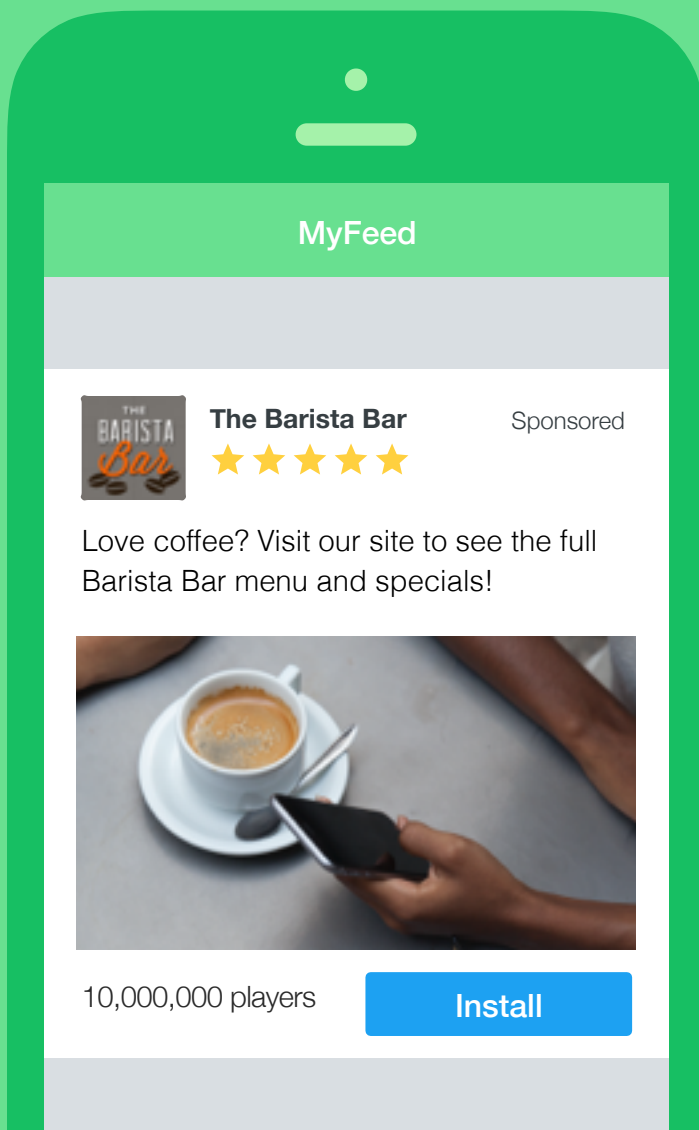 MyFeed
THE
BARISTA
Bar
The Barista Bar
Sponsored
Love coffee? Visit our site to see the full
Barista Bar menu and specials!
10,000,000 players
Install